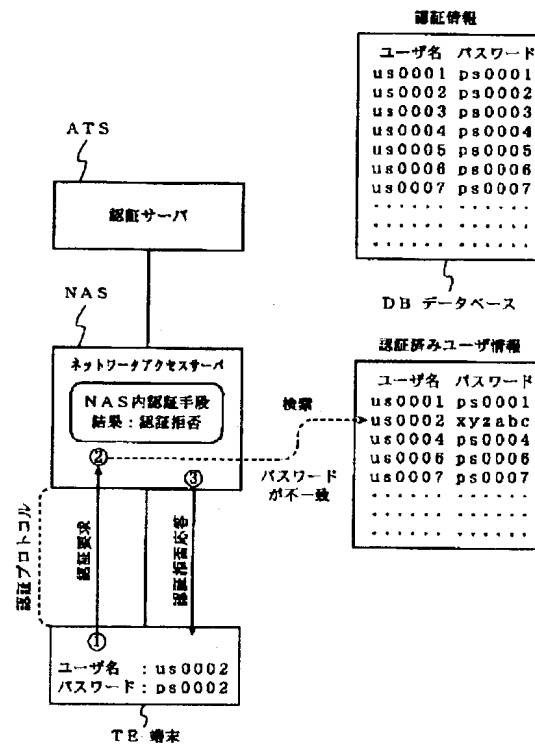 認証情報
ユーザ名 パスワード
us0001 ps0001
us0002 ps0002
us0003 ps0003
us0004 ps0004
us0005 ps0005
us0006 ps0006
us0007 ps0007
...... ......
...... ......
DB データベース
ATS
認証サーバ
NAS
ネットワークアクセスサーバ
NAS内認証手段
結果：認証拒否
②
③
検索
パスワード
が不一致
認証済みユーザ情報
ユーザ名 パスワード
us0001 ps0001
us0002 xyzabc
us0004 ps0004
us0006 ps0006
us0007 ps0007
...... ......
...... ......
...... ......
認証プロトコル
認証要求
認証拒否応答
①
ユーザ名 ：us0002
パスワード：ps0002
TE 端末